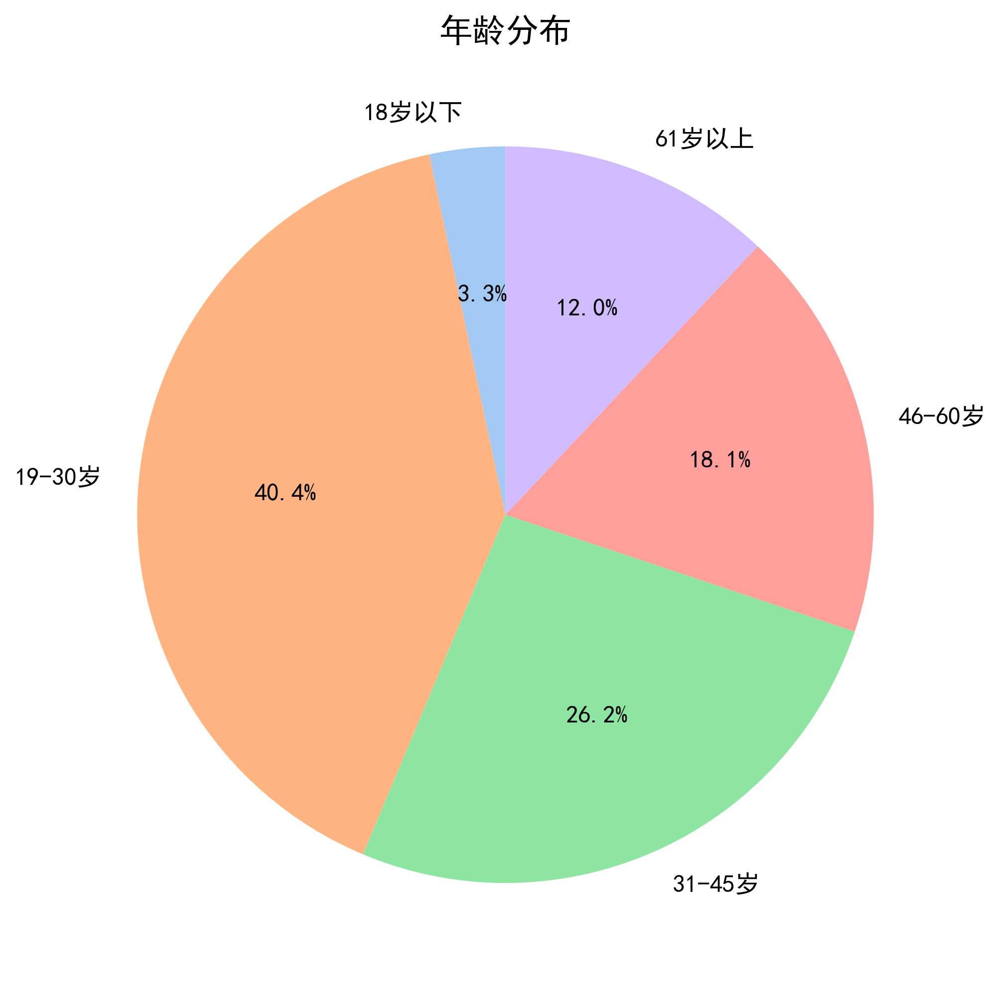 年龄分布
18岁以下
61岁以上
3.3%
12.0%
46-60岁
18.1%
19-30岁
40.4%
26.2%
31-45岁